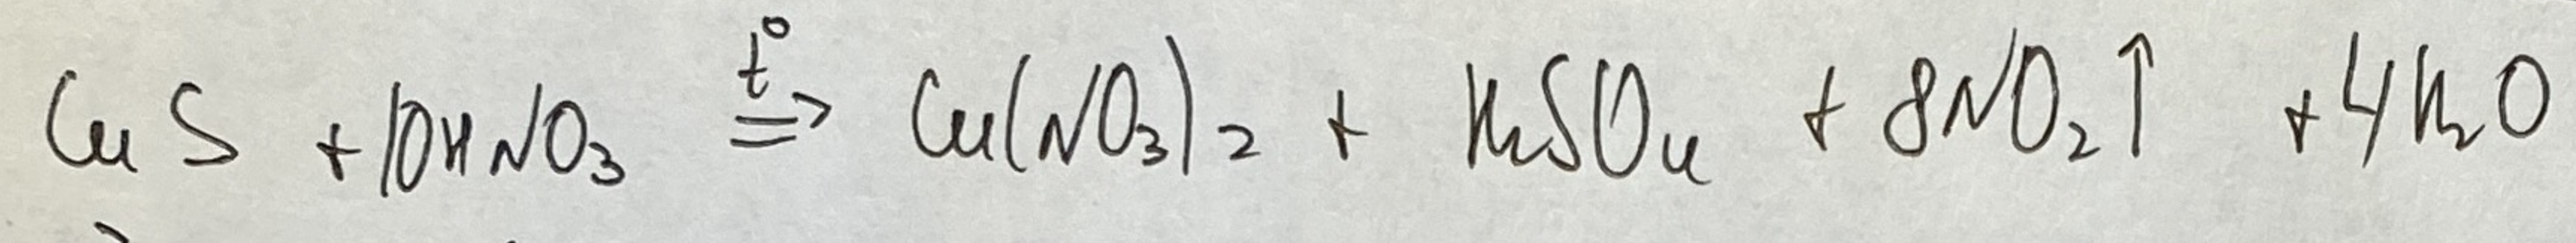 CuS + 10HNO₃ =t°> Cu(NO₃)₂ + H₂SO₄ + 8NO₂↑ + 4H₂O